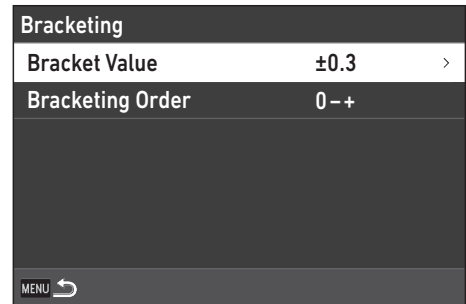 Bracketing
Bracket Value ±0.3 >
Bracketing Order 0−+
MENU